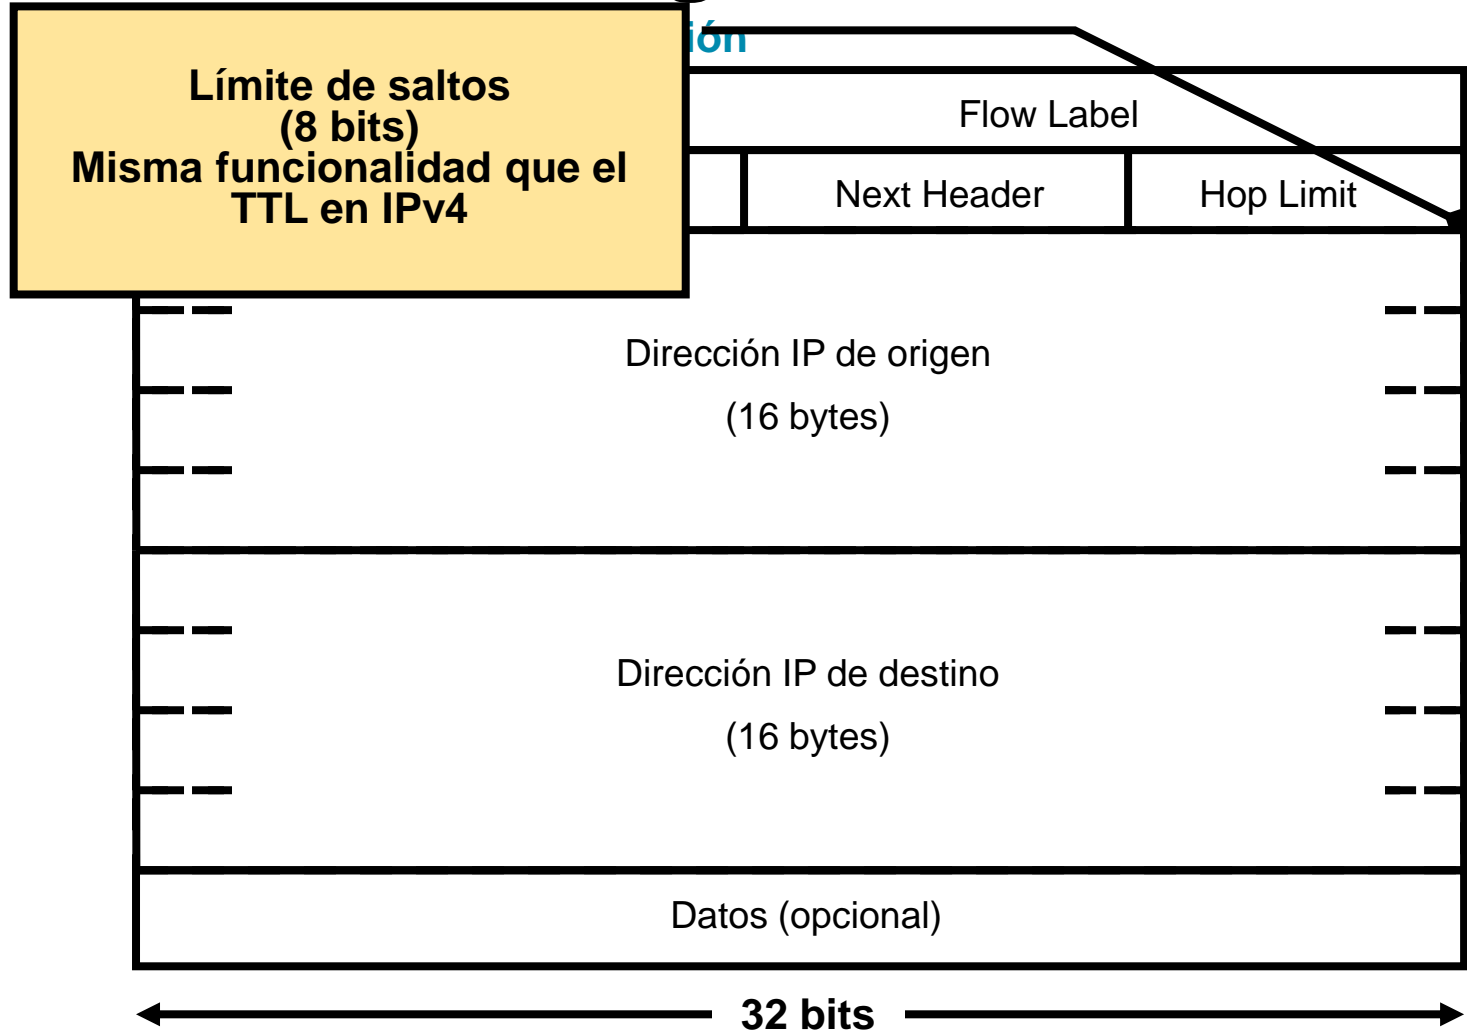 Límite de saltos
(8 bits)
Misma funcionalidad que el
TTL en IPv4
ión
Flow Label
Next Header
Hop Limit
Dirección IP de origen
(16 bytes)
Dirección IP de destino
(16 bytes)
Datos (opcional)
32 bits